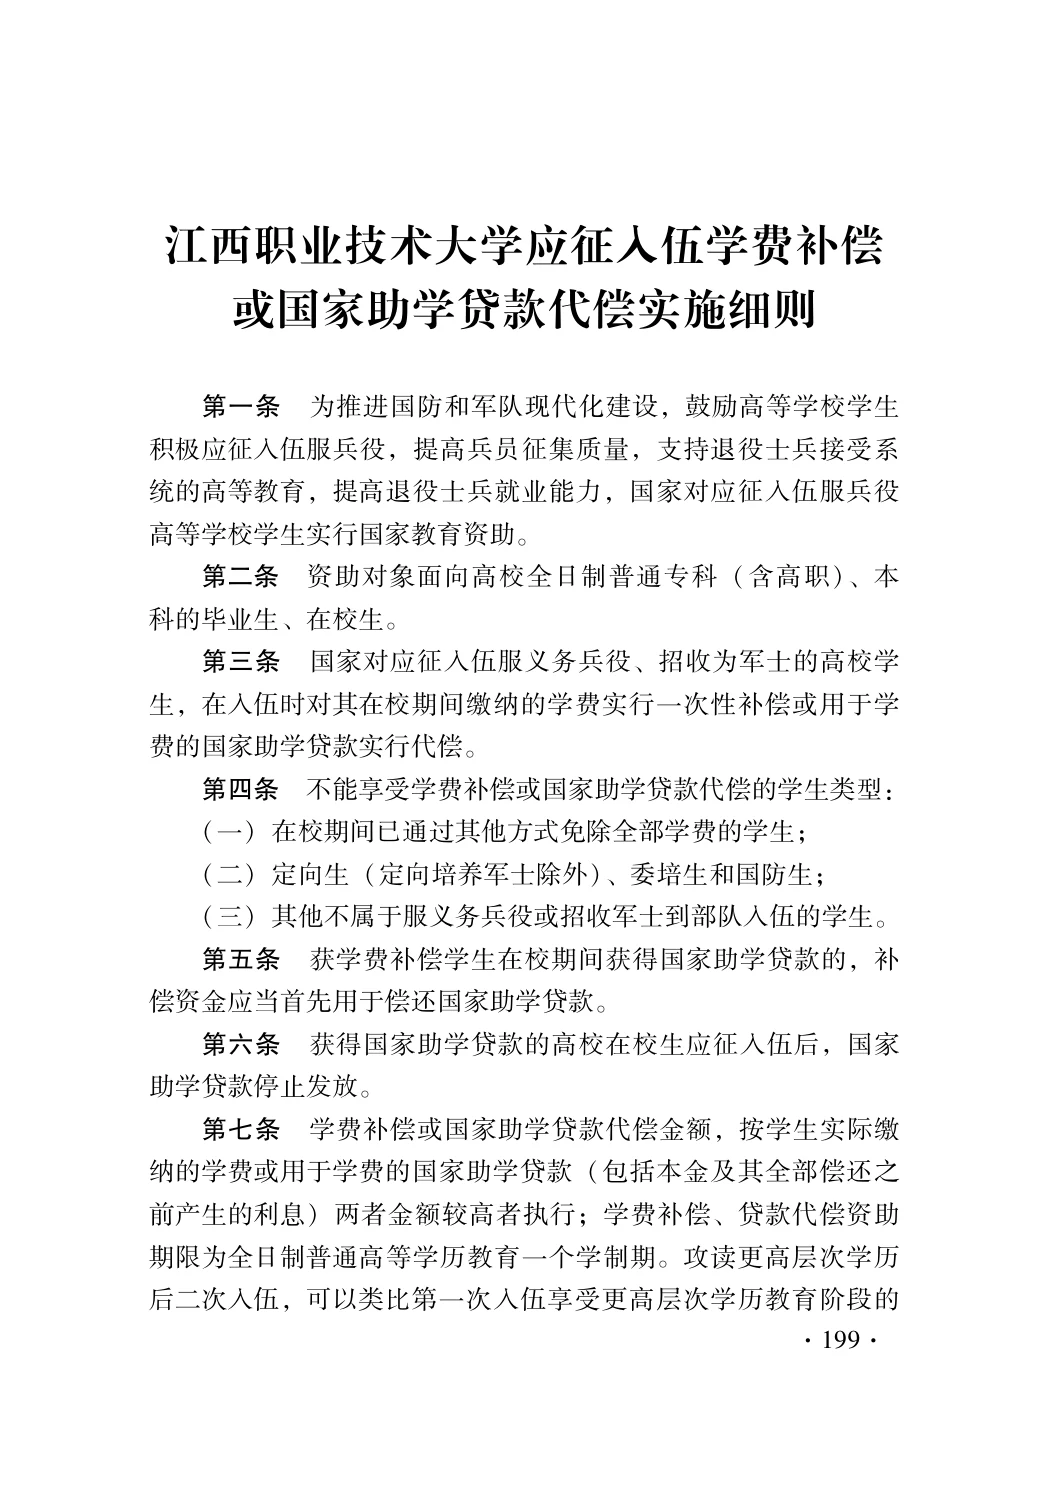 江西职业技术大学应征入伍学费补偿
或国家助学贷款代偿实施细则
第一条　为推进国防和军队现代化建设，鼓励高等学校学生
积极应征入伍服兵役，提高兵员征集质量，支持退役士兵接受系
统的高等教育，提高退役士兵就业能力，国家对应征入伍服兵役
高等学校学生实行国家教育资助。
第二条　资助对象面向高校全日制普通专科（含高职）、本
科的毕业生、在校生。
第三条　国家对应征入伍服义务兵役、招收为军士的高校学
生，在入伍时对其在校期间缴纳的学费实行一次性补偿或用于学
费的国家助学贷款实行代偿。
第四条　不能享受学费补偿或国家助学贷款代偿的学生类型：
（一）在校期间已通过其他方式免除全部学费的学生；
（二）定向生（定向培养军士除外）、委培生和国防生；
（三）其他不属于服义务兵役或招收军士到部队入伍的学生。
第五条　获学费补偿学生在校期间获得国家助学贷款的，补
偿资金应当首先用于偿还国家助学贷款。
第六条　获得国家助学贷款的高校在校生应征入伍后，国家
助学贷款停止发放。
第七条　学费补偿或国家助学贷款代偿金额，按学生实际缴
纳的学费或用于学费的国家助学贷款（包括本金及其全部偿还之
前产生的利息）两者金额较高者执行；学费补偿、贷款代偿资助
期限为全日制普通高等学历教育一个学制期。攻读更高层次学历
后二次入伍，可以类比第一次入伍享受更高层次学历教育阶段的
· 199 ·